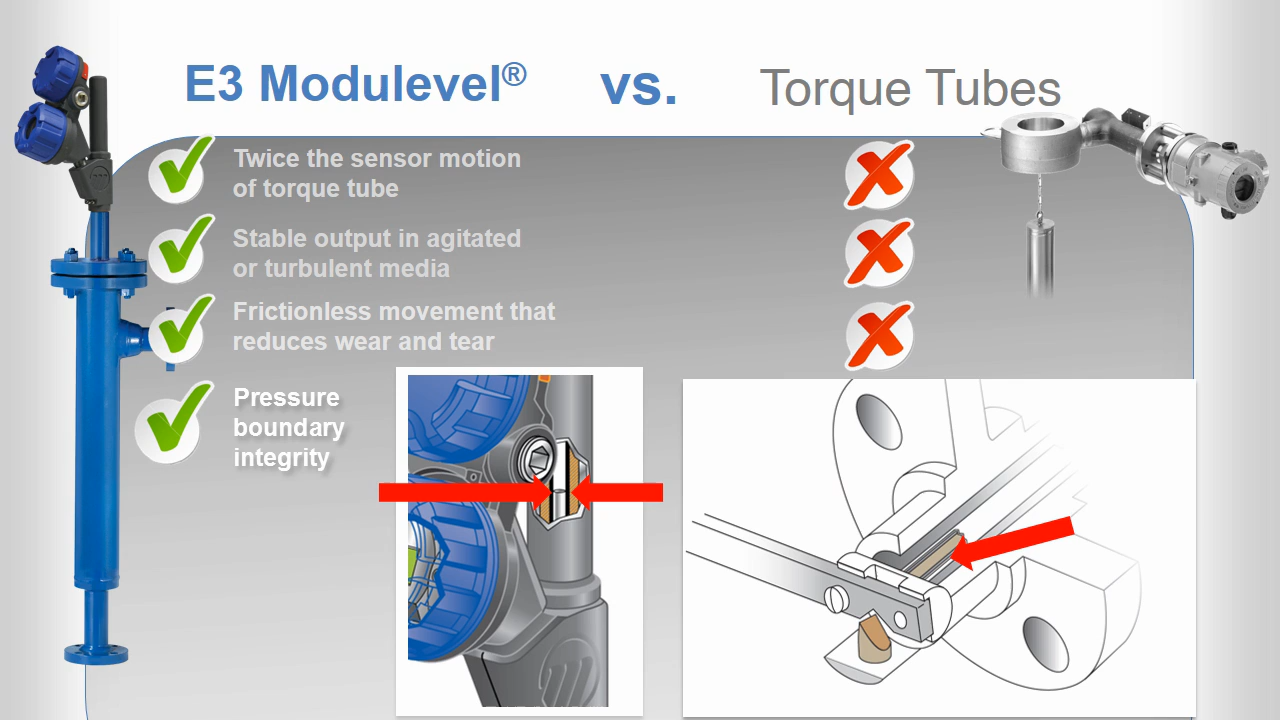 E3 Modulevel® vs. Torque Tubes
Twice the sensor motion
of torque tube
Stable output in agitated
or turbulent media
Frictionless movement that
reduces wear and tear
Pressure
boundary
integrity